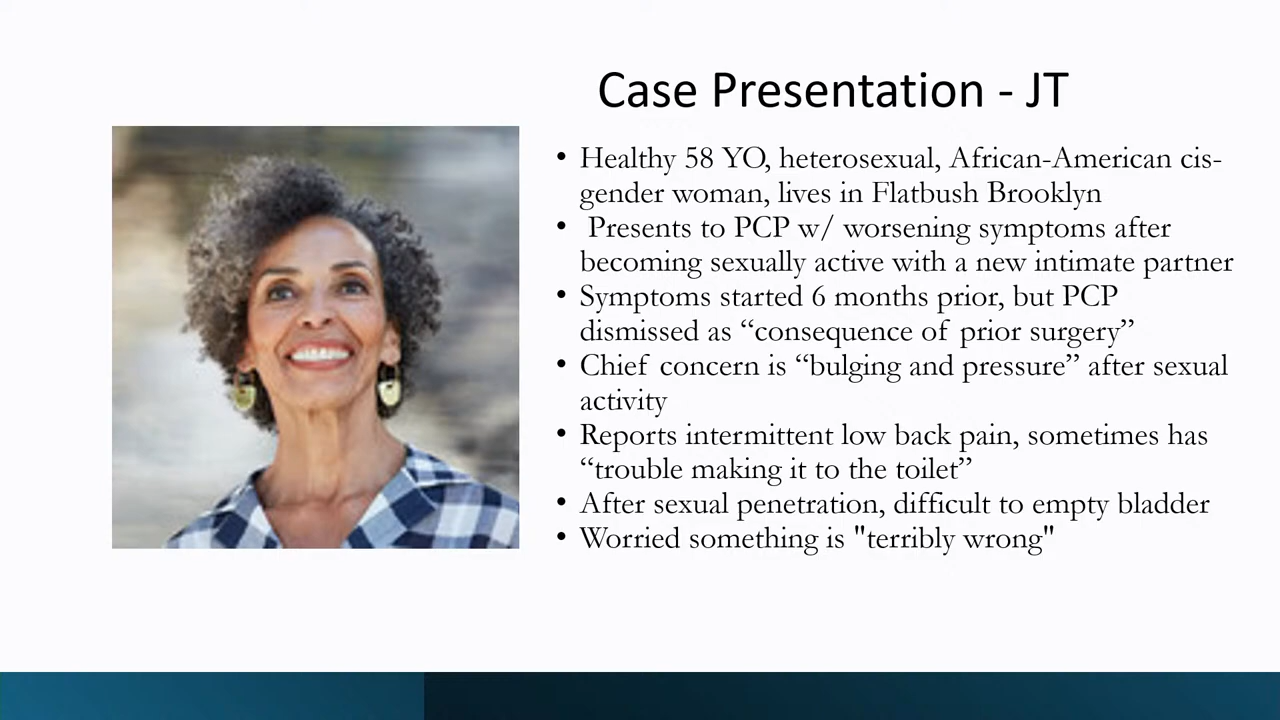 Case Presentation - JT
• Healthy 58 YO, heterosexual, African-American cis-
gender woman, lives in Flatbush Brooklyn
• Presents to PCP w/ worsening symptoms after
becoming sexually active with a new intimate partner
• Symptoms started 6 months prior, but PCP
dismissed as “consequence of prior surgery”
• Chief concern is “bulging and pressure” after sexual
activity
• Reports intermittent low back pain, sometimes has
“trouble making it to the toilet”
• After sexual penetration, difficult to empty bladder
• Worried something is "terribly wrong"